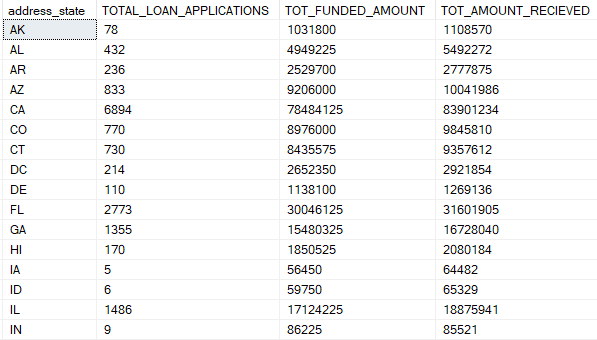 address_state TOTAL_LOAN_APPLICATIONS TOT_FUNDED_AMOUNT TOT_AMOUNT_RECIEVED
AK 78 1031800 1108570
AL 432 4949225 5492272
AR 236 2529700 2777875
AZ 833 9206000 10041986
CA 6894 78484125 83901234
CO 770 8976000 9845810
CT 730 8435575 9357612
DC 214 2652350 2921854
DE 110 1138100 1269136
FL 2773 30046125 31601905
GA 1355 15480325 16728040
HI 170 1850525 2080184
IA 5 56450 64482
ID 6 59750 65329
IL 1486 17124225 18875941
IN 9 86225 85521